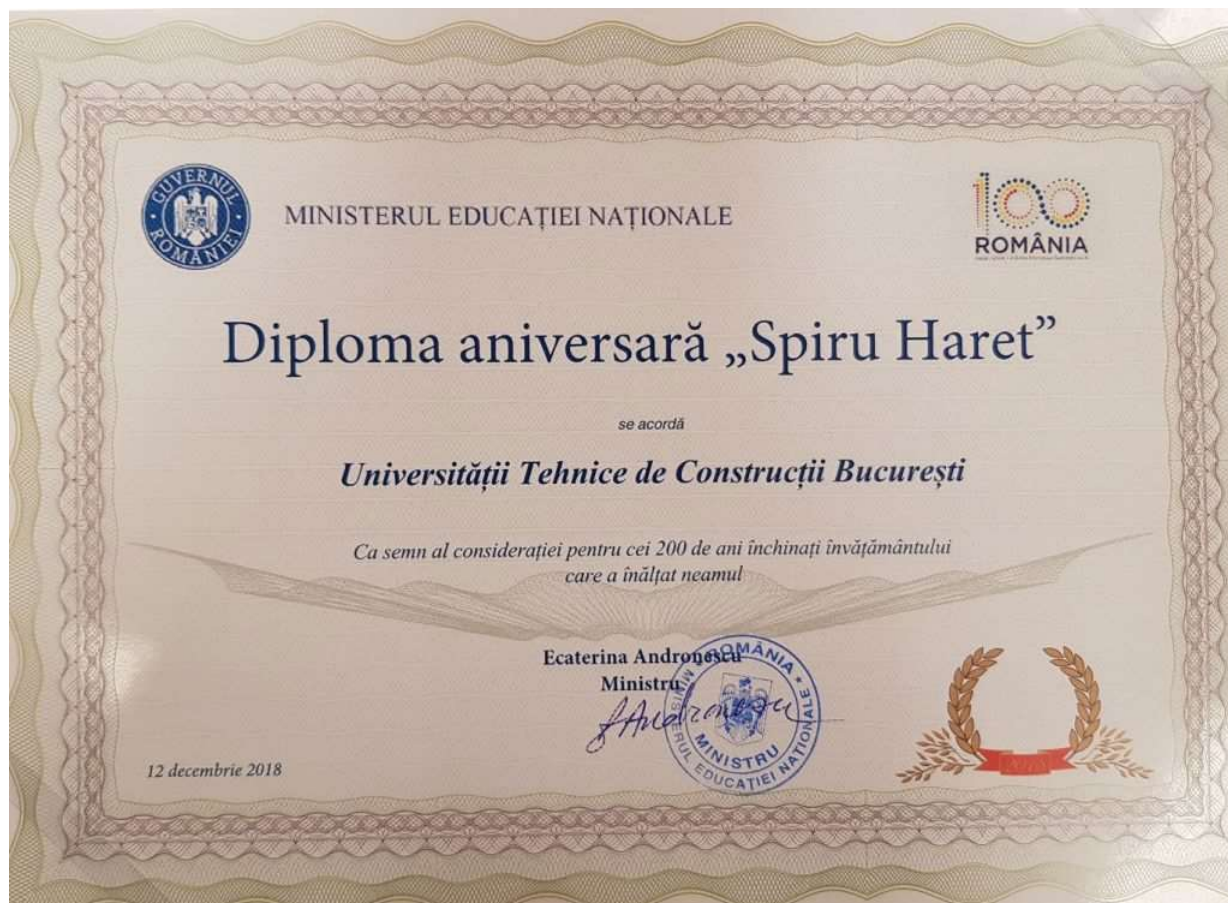 GUVERNUL ROMÂNIEI
MINISTERUL EDUCAȚIEI NAȚIONALE
100
ROMÂNIA
Diploma aniversară „Spiru Haret”
se acordă
Universității Tehnice de Construcții București
Ca semn al considerației pentru cei 200 de ani închinați învățământului
care a înălțat neamul
Ecaterina Andronescu
Ministru
ROMÂNIA
MINISTERUL EDUCAȚIEI NAȚIONALE
MINISTRU
12 decembrie 2018